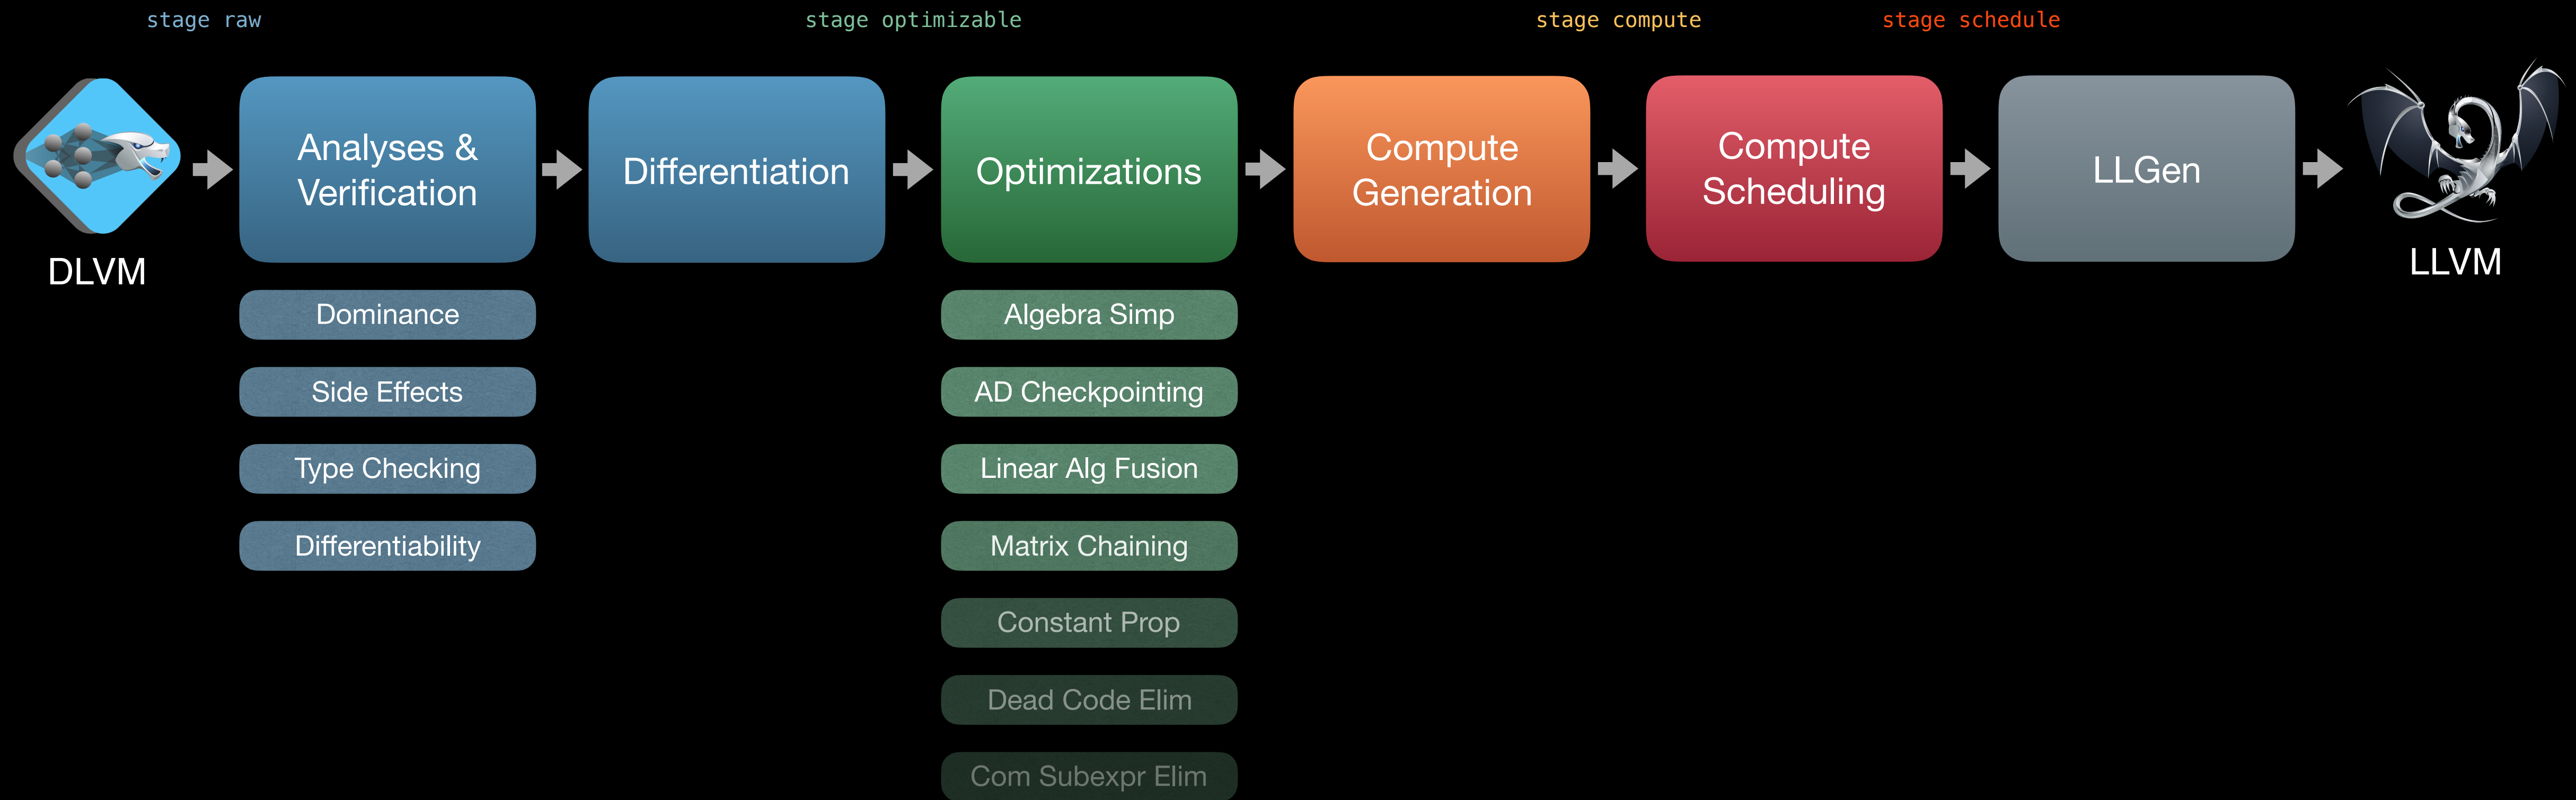 stage raw
stage optimizable
stage compute
stage schedule
DLVM
Analyses &
Verification
Differentiation
Optimizations
Compute
Generation
Compute
Scheduling
LLGen
LLVM
Dominance
Side Effects
Type Checking
Differentiability
Algebra Simp
AD Checkpointing
Linear Alg Fusion
Matrix Chaining
Constant Prop
Dead Code Elim
Com Subexpr Elim